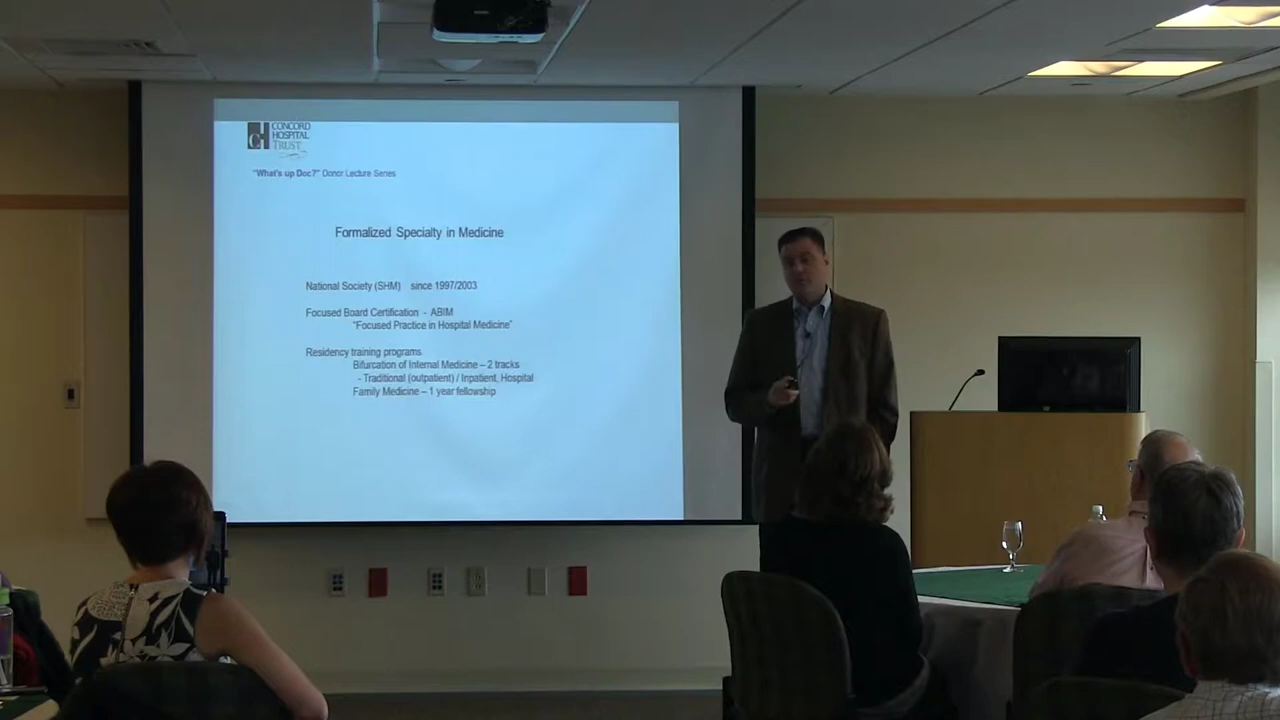 CONCORD
HOSPITAL
TRUST
"What's up Doc?" Donor Lecture Series
Formalized Specialty in Medicine
National Society (SHM) since 1997/2003
Focused Board Certification - ABIM
"Focused Practice in Hospital Medicine"
Residency training programs
Bifurcation of Internal Medicine – 2 tracks
- Traditional (outpatient) / Inpatient, Hospital
Family Medicine – 1 year fellowship